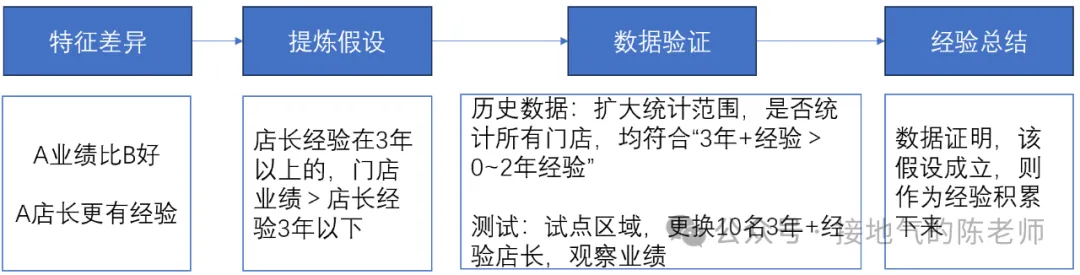 特征差异
提炼假设
数据验证
经验总结
A业绩比B好
A店长更有经验
店长经验在3年
以上的，门店
业绩＞店长经
验3年以下
历史数据：扩大统计范围，是否统
计所有门店，均符合“3年+经验＞
0~2年经验”
测试：试点区域，更换10名3年+经
验店长，观察业绩
数据证明，该
假设成立，则
作为经验积累
下来
公众号·接地气的陈老师